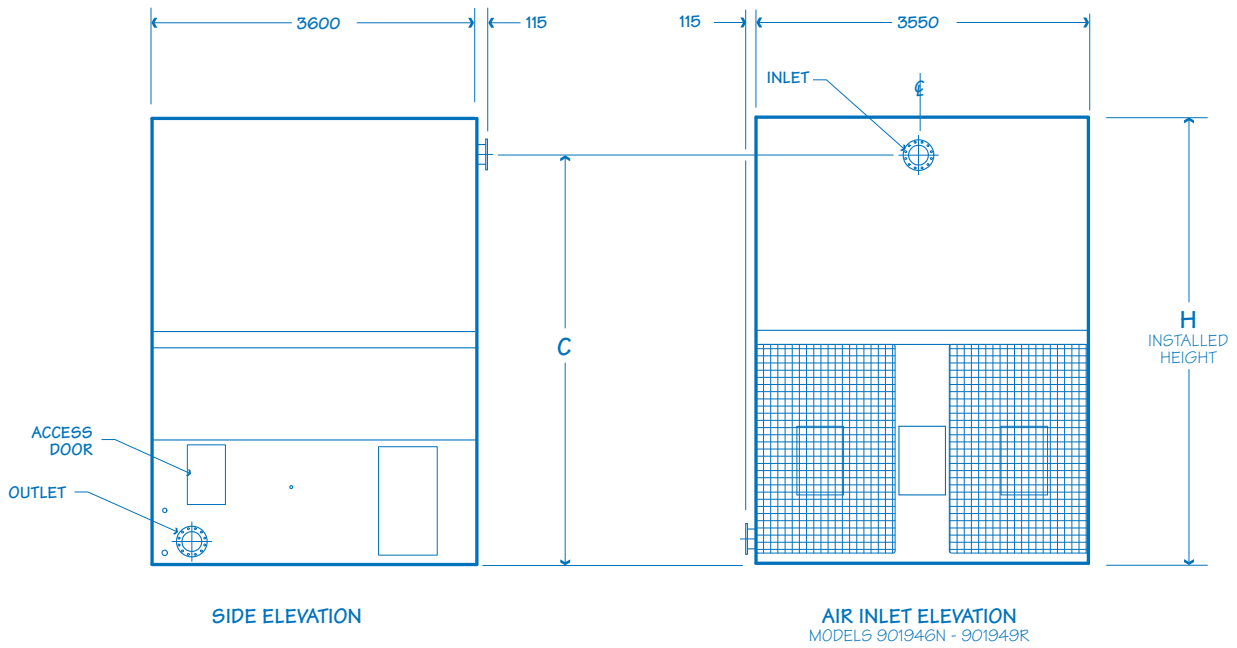 3600
115
115
3550
INLET
℄
C
H
INSTALLED
HEIGHT
ACCESS
DOOR
OUTLET
SIDE ELEVATION
AIR INLET ELEVATION
MODELS 901946N - 901949R